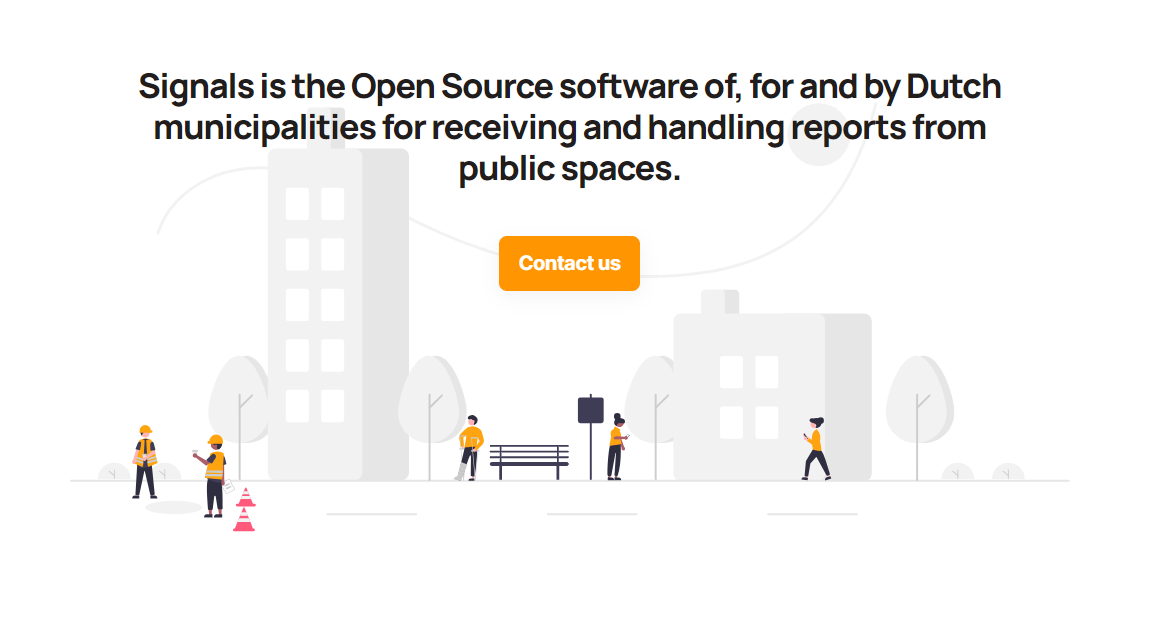 Signals is the Open Source software of, for and by Dutch
municipalities for receiving and handling reports from
public spaces.
Contact us